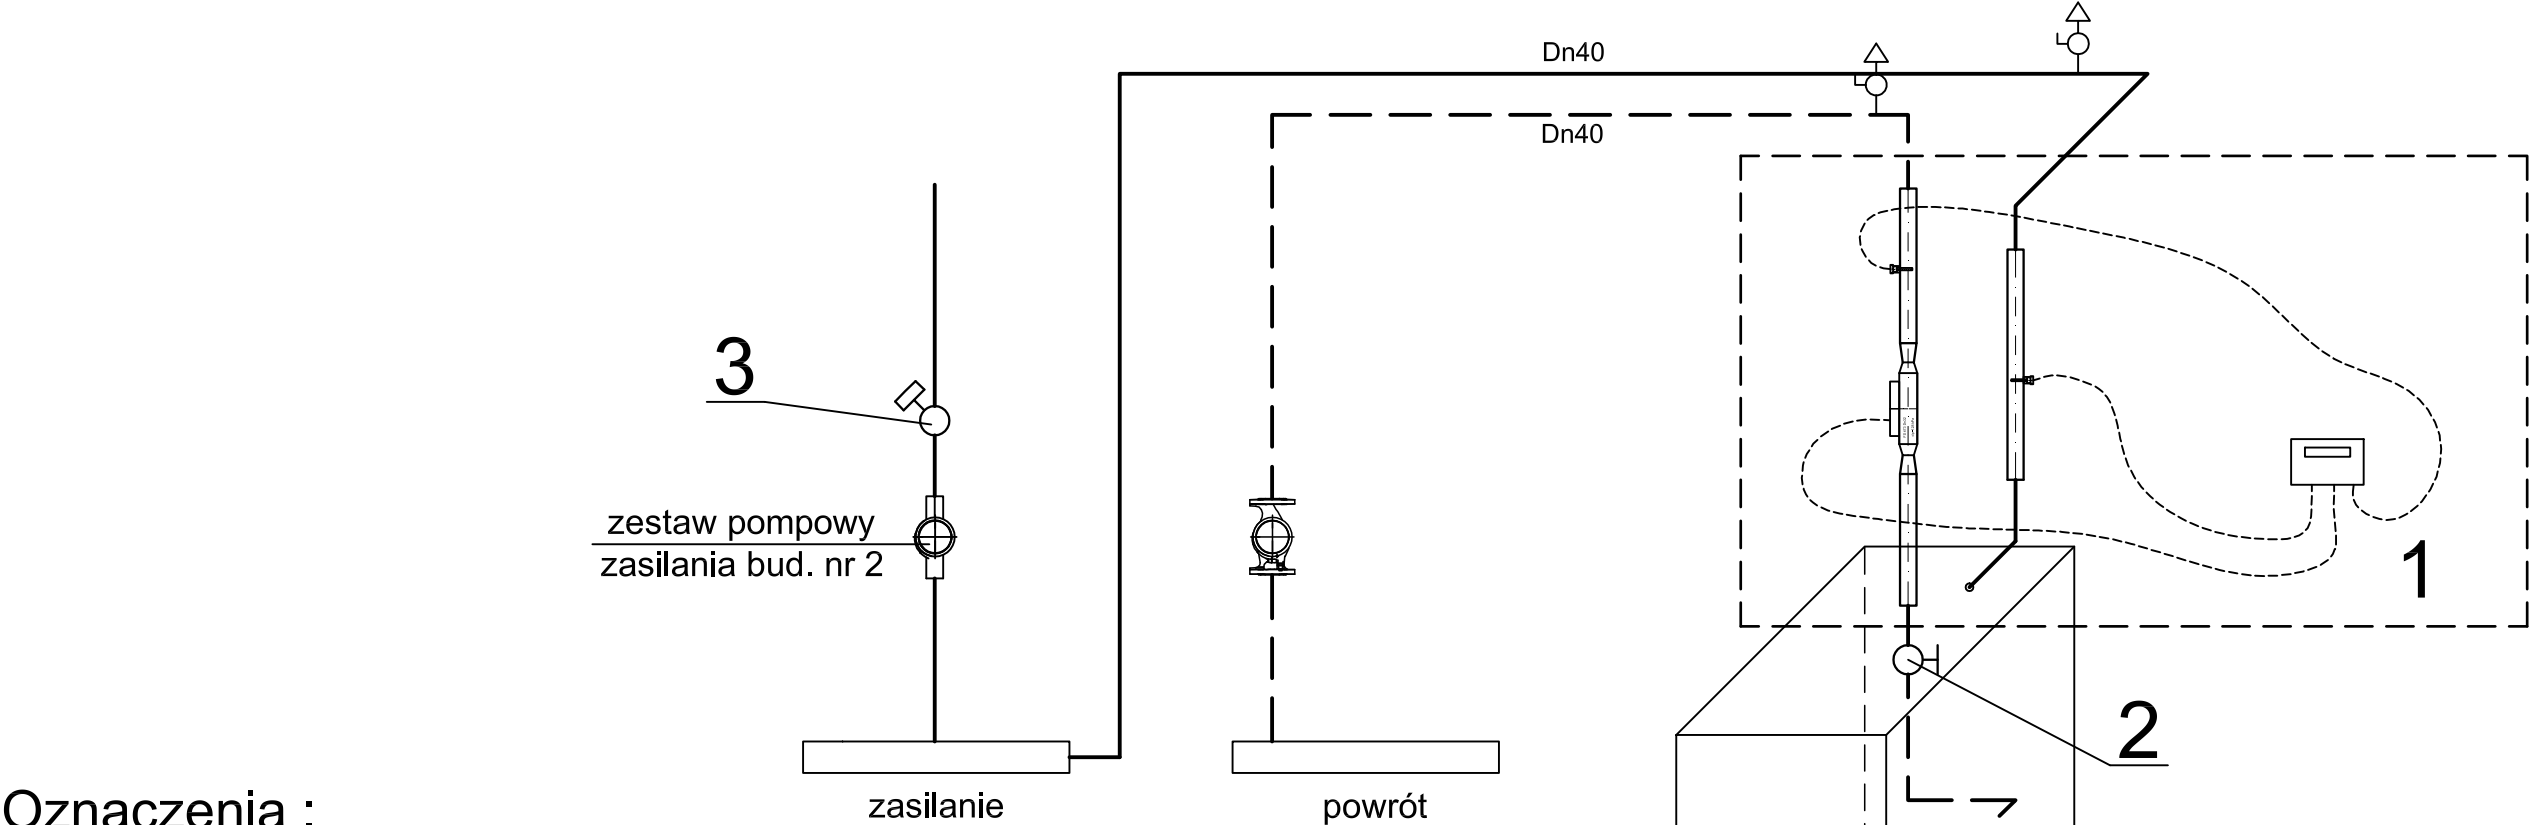 Dn40
Dn40
3
zestaw pompowy
zasilania bud. nr 2
1
2
zasilanie
powrót
Oznaczenia :